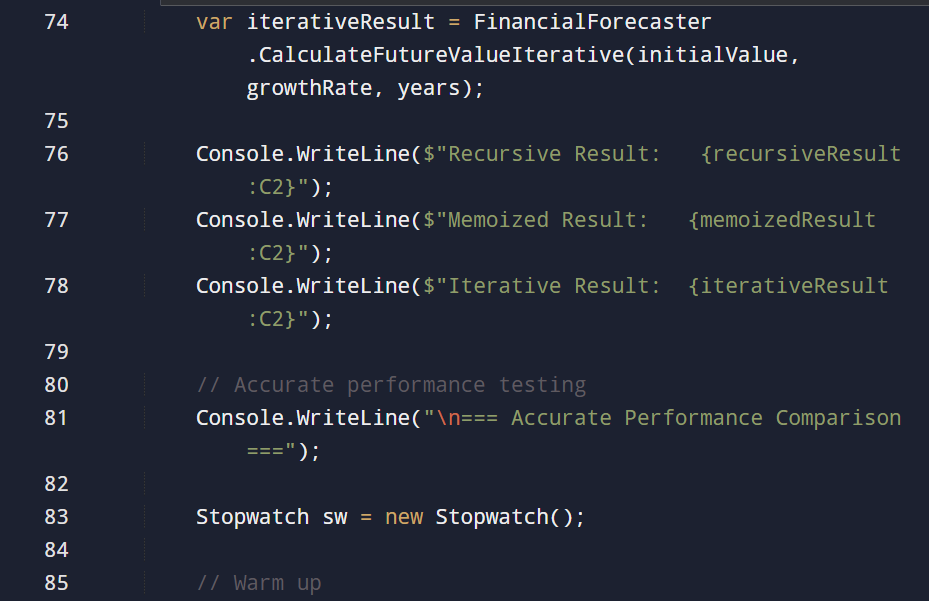 74 var iterativeResult = FinancialForecaster
.CalculateFutureValueIterative(initialValue,
growthRate, years);
75
76 Console.WriteLine($"Recursive Result:   {recursiveResult
:C2}");
77 Console.WriteLine($"Memoized Result:   {memoizedResult
:C2}");
78 Console.WriteLine($"Iterative Result:  {iterativeResult
:C2}");
79
80 // Accurate performance testing
81 Console.WriteLine("\n=== Accurate Performance Comparison
===");
82
83 Stopwatch sw = new Stopwatch();
84
85 // Warm up